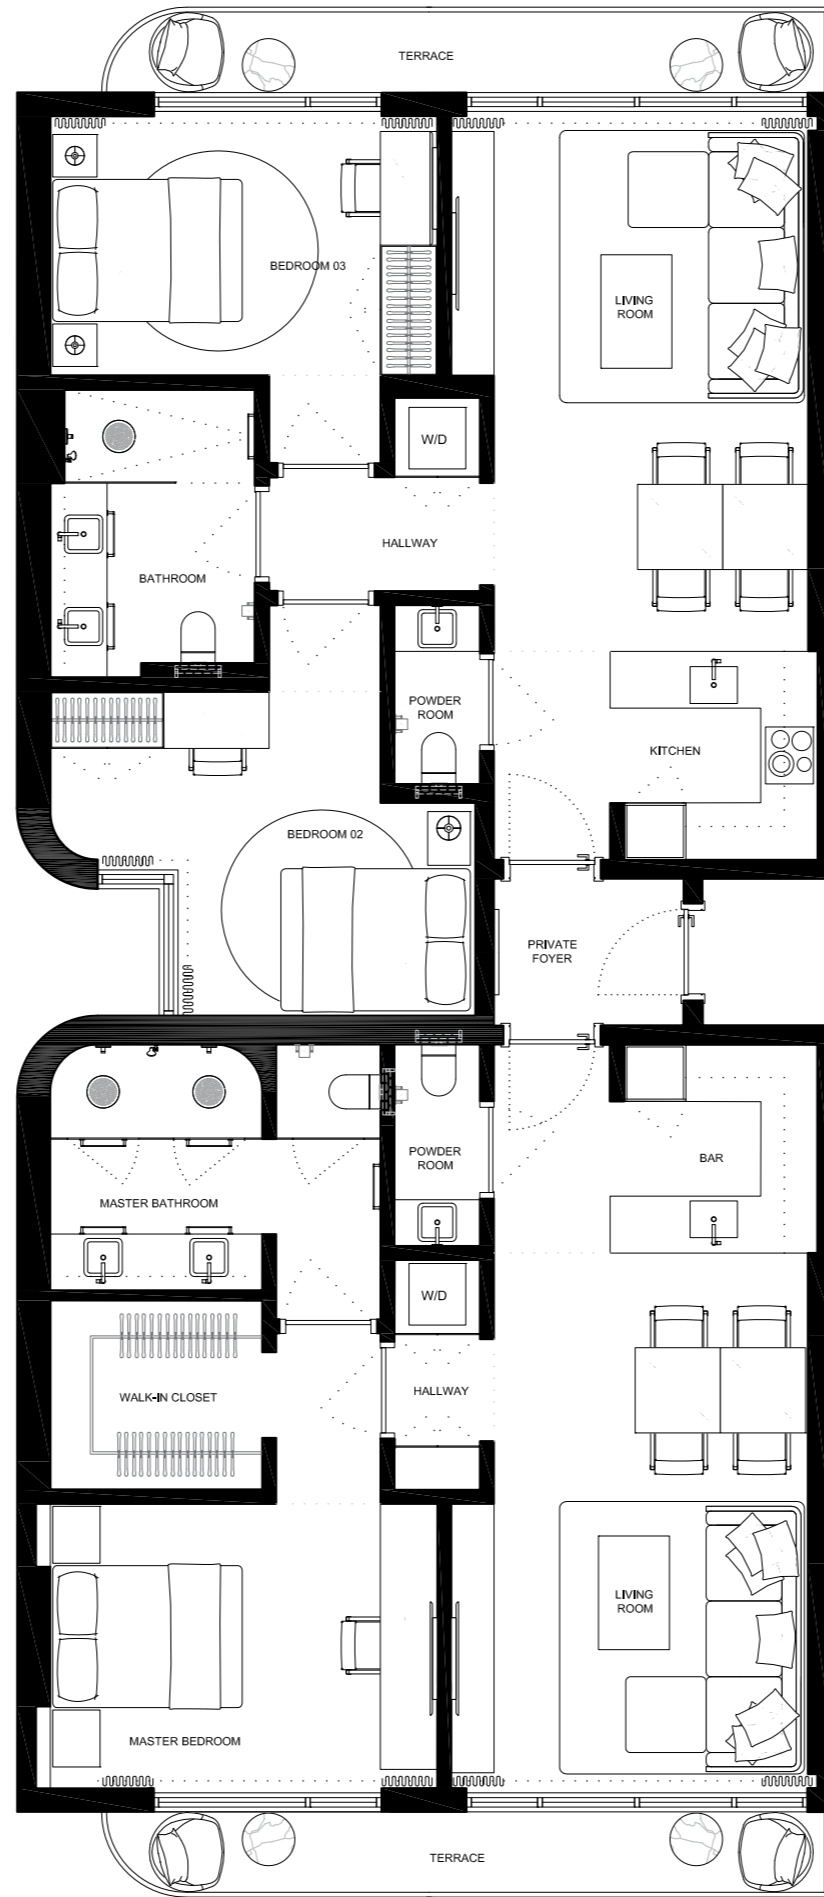 TERRACE
BEDROOM 03
LIVING
ROOM
W/D
HALLWAY
BATHROOM
POWDER
ROOM
KITCHEN
BEDROOM 02
PRIVATE
FOYER
POWDER
ROOM
BAR
MASTER BATHROOM
W/D
HALLWAY
WALK-IN CLOSET
LIVING
ROOM
MASTER BEDROOM
TERRACE